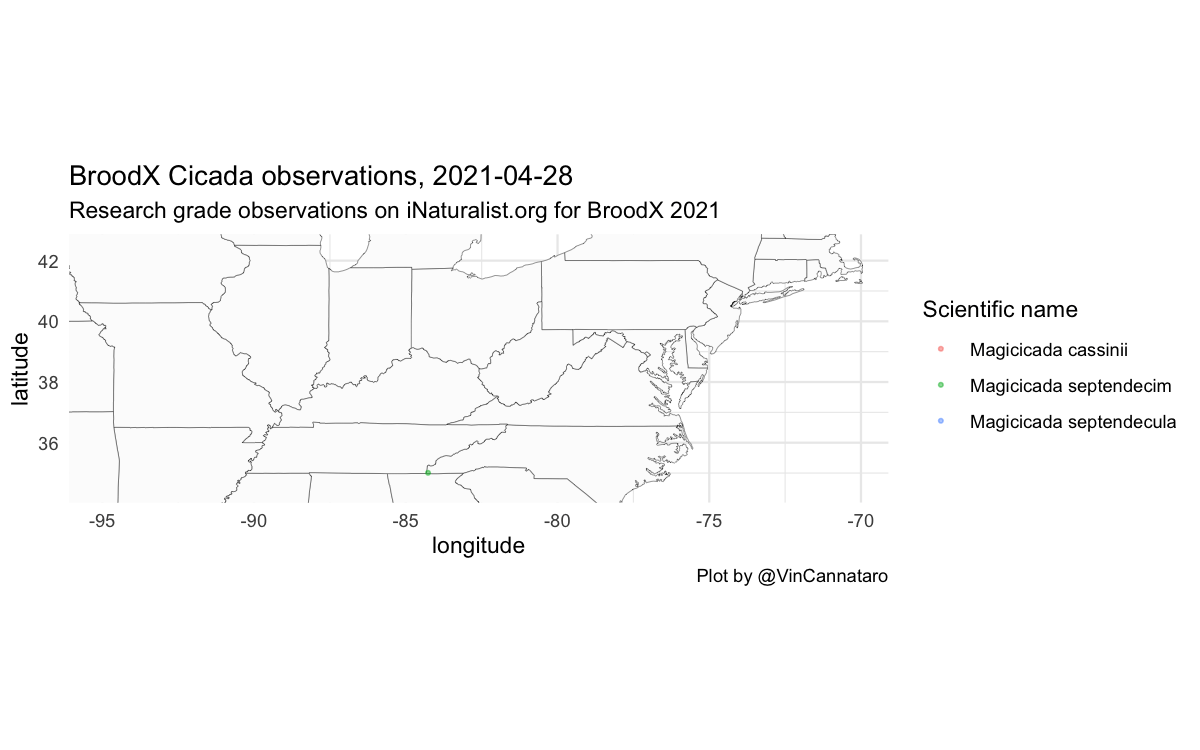 BroodX Cicada observations, 2021-04-28
Research grade observations on iNaturalist.org for BroodX 2021
42
40
38
36
latitude
-95
-90
-85
-80
-75
-70
longitude
Scientific name
Magicicada cassinii
Magicicada septendecim
Magicicada septendecula
Plot by @VinCannataro